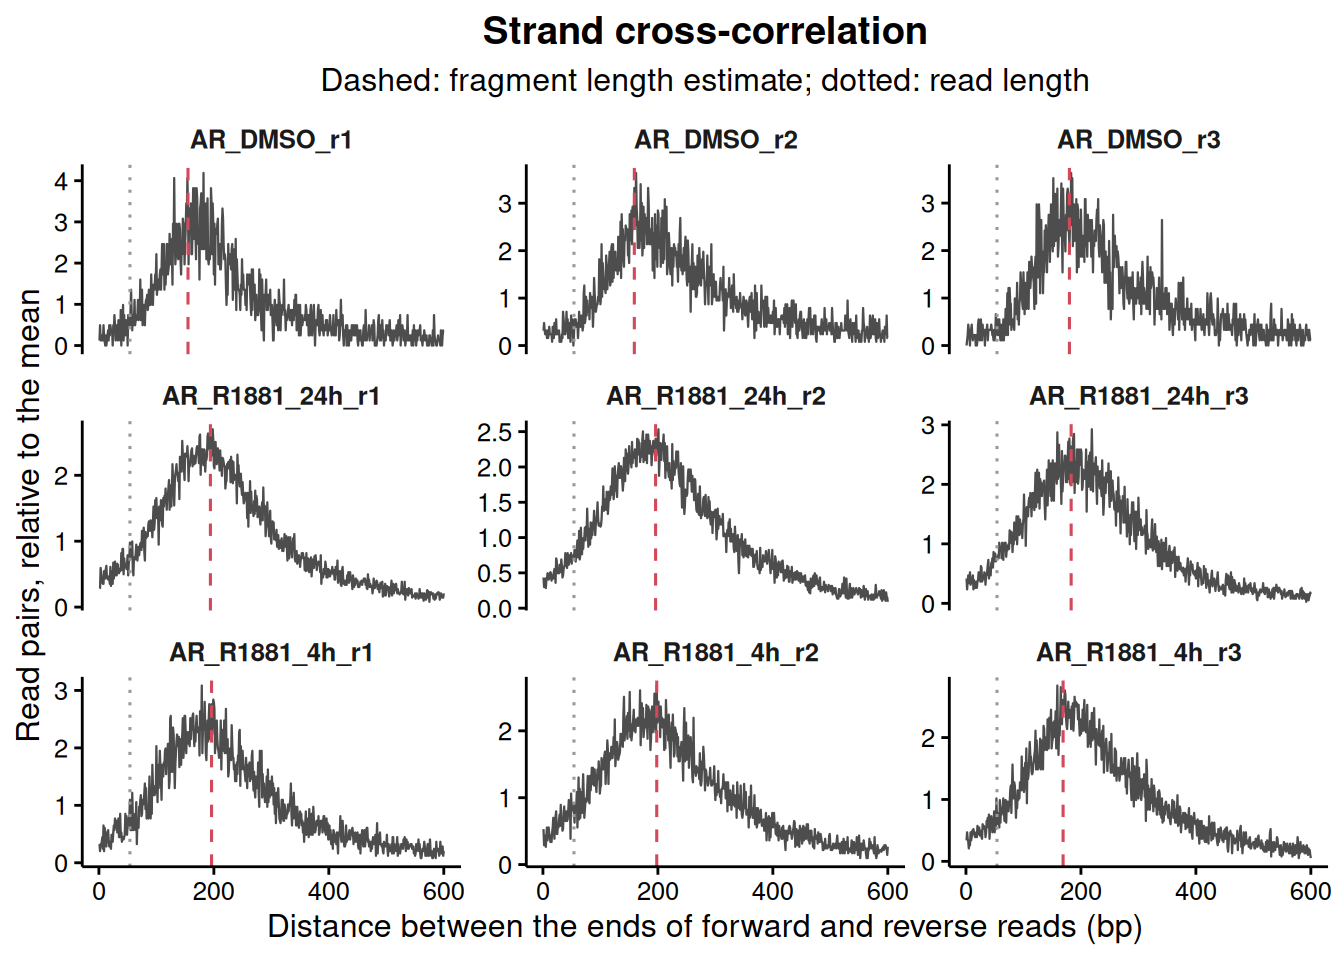 Strand cross-correlation
Dashed: fragment length estimate; dotted: read length
AR_DMSO_r1
AR_DMSO_r2
AR_DMSO_r3
4
3
2
1
0
3
2
1
0
3
2
1
0
AR_R1881_24h_r1
AR_R1881_24h_r2
AR_R1881_24h_r3
2
1
0
2.5
2.0
1.5
1.0
0.5
0.0
3
2
1
0
AR_R1881_4h_r1
AR_R1881_4h_r2
AR_R1881_4h_r3
3
2
1
0
2
1
0
2
1
0
0 200 400 600
0 200 400 600
0 200 400 600
Distance between the ends of forward and reverse reads (bp)
Read pairs, relative to the mean